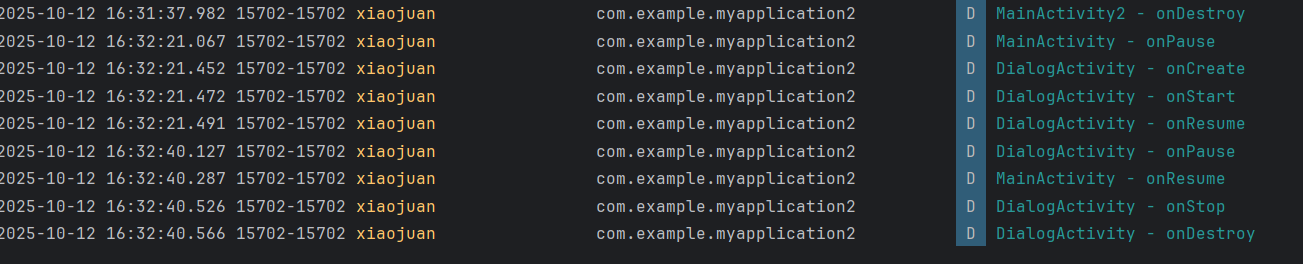 2025-10-12 16:31:37.982 15702-15702 xiaojuan com.example.myapplication2 D MainActivity2 - onDestroy
2025-10-12 16:32:21.067 15702-15702 xiaojuan com.example.myapplication2 D MainActivity - onPause
2025-10-12 16:32:21.452 15702-15702 xiaojuan com.example.myapplication2 D DialogActivity - onCreate
2025-10-12 16:32:21.472 15702-15702 xiaojuan com.example.myapplication2 D DialogActivity - onStart
2025-10-12 16:32:21.491 15702-15702 xiaojuan com.example.myapplication2 D DialogActivity - onResume
2025-10-12 16:32:40.127 15702-15702 xiaojuan com.example.myapplication2 D DialogActivity - onPause
2025-10-12 16:32:40.287 15702-15702 xiaojuan com.example.myapplication2 D MainActivity - onResume
2025-10-12 16:32:40.526 15702-15702 xiaojuan com.example.myapplication2 D DialogActivity - onStop
2025-10-12 16:32:40.566 15702-15702 xiaojuan com.example.myapplication2 D DialogActivity - onDestroy